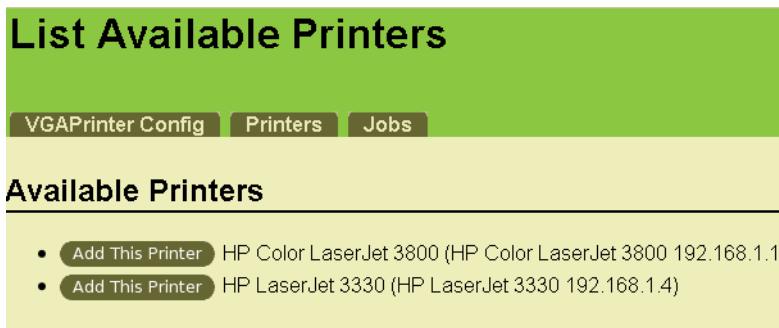 List Available Printers
VGAPrinter Config Printers Jobs
Available Printers
Add This Printer HP Color LaserJet 3800 (HP Color LaserJet 3800 192.168.1.1
Add This Printer HP LaserJet 3330 (HP LaserJet 3330 192.168.1.4)